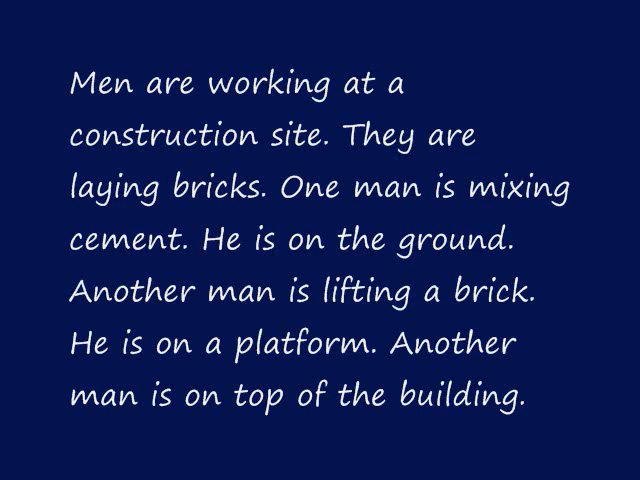 Men are working at a
construction site. They are
laying bricks. One man is mixing
cement. He is on the ground.
Another man is lifting a brick.
He is on a platform. Another
man is on top of the building.